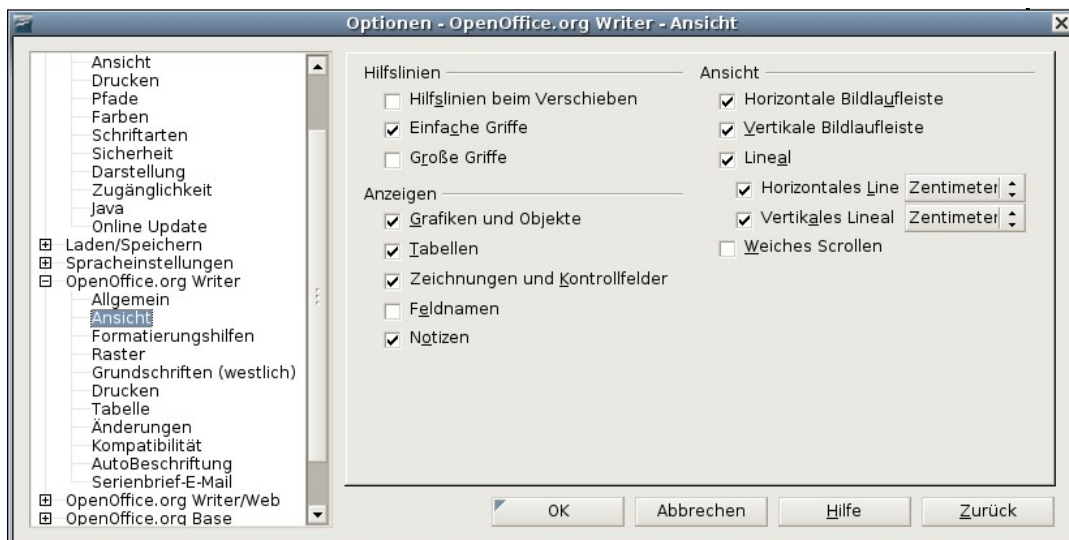 Optionen - OpenOffice.org Writer - Ansicht
Ansicht
Drucken
Pfade
Farben
Schriftarten
Sicherheit
Darstellung
Zugänglichkeit
Java
Online Update
Laden/Speichern
Spracheinstellungen
OpenOffice.org Writer
Allgemein
Ansicht
Formatierungshilfen
Raster
Grundschriften (westlich)
Drucken
Tabelle
Änderungen
Kompatibilität
AutoBeschriftung
Serienbrief-E-Mail
OpenOffice.org Writer/Web
OpenOffice.org Base
Hilfslinien
Hilfslinien beim Verschieben
Einfache Griffe
Große Griffe
Anzeigen
Grafiken und Objekte
Tabellen
Zeichnungen und Kontrollfelder
Feldnamen
Notizen
Ansicht
Horizontale Bildlaufleiste
Vertikale Bildlaufleiste
Lineal
Horizontales Line Zentimeter
Vertikales Lineal Zentimeter
Weiches Scrollen
OK Abbrechen Hilfe Zurück